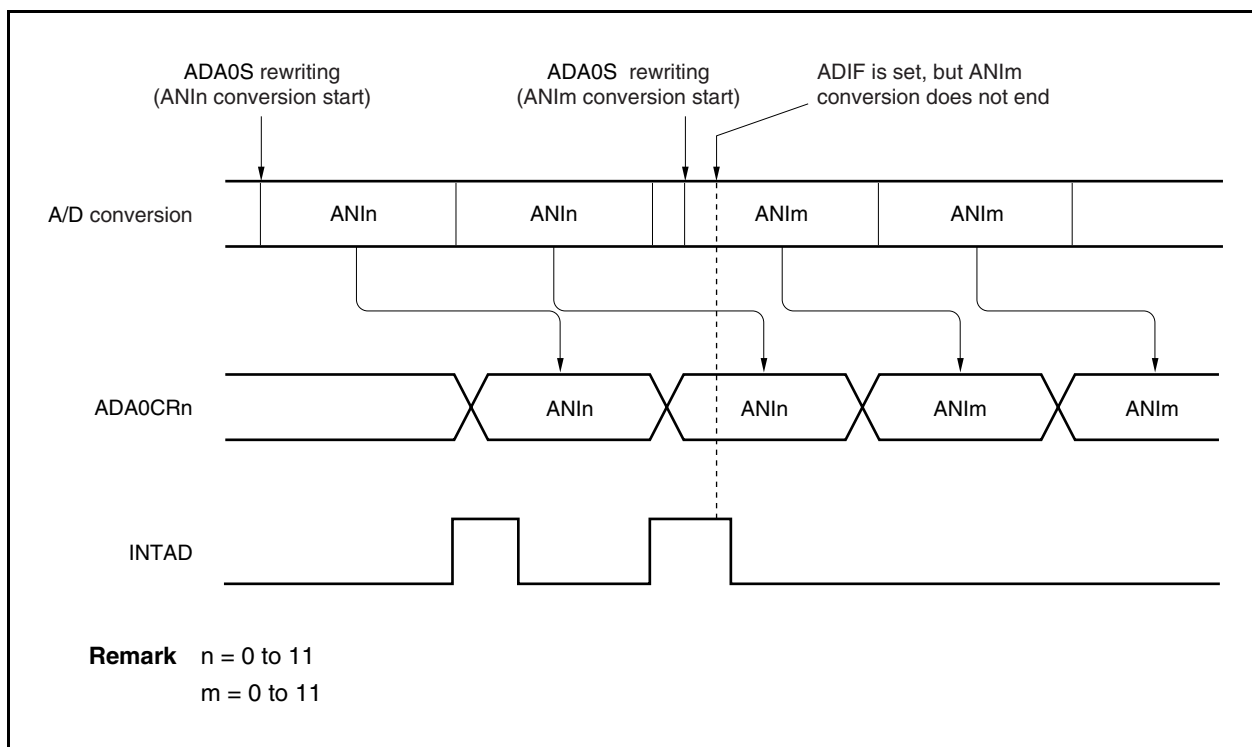 ADA0S rewriting
(ANIn conversion start)
ADA0S rewriting
(ANIm conversion start)
ADIF is set, but ANIm
conversion does not end
A/D conversion
ANIn
ANIn
ANIm
ANIm
ADA0CRn
ANIn
ANIn
ANIm
ANIm
INTAD
Remark n = 0 to 11
m = 0 to 11